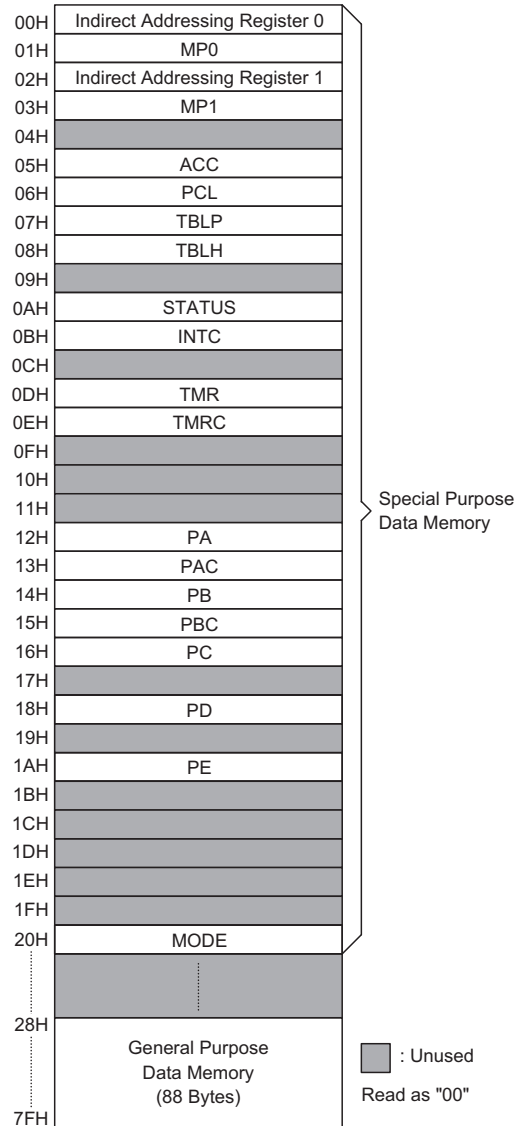 00H Indirect Addressing Register 0
01H MP0
02H Indirect Addressing Register 1
03H MP1
04H
05H ACC
06H PCL
07H TBLP
08H TBLH
09H
0AH STATUS
0BH INTC
0CH
0DH TMR
0EH TMRC
0FH
10H
11H
Special Purpose
Data Memory
12H PA
13H PAC
14H PB
15H PBC
16H PC
17H
18H PD
19H
1AH PE
1BH
1CH
1DH
1EH
1FH
20H MODE
28H
General Purpose
Data Memory
(88 Bytes)
7FH
: Unused
Read as "00"